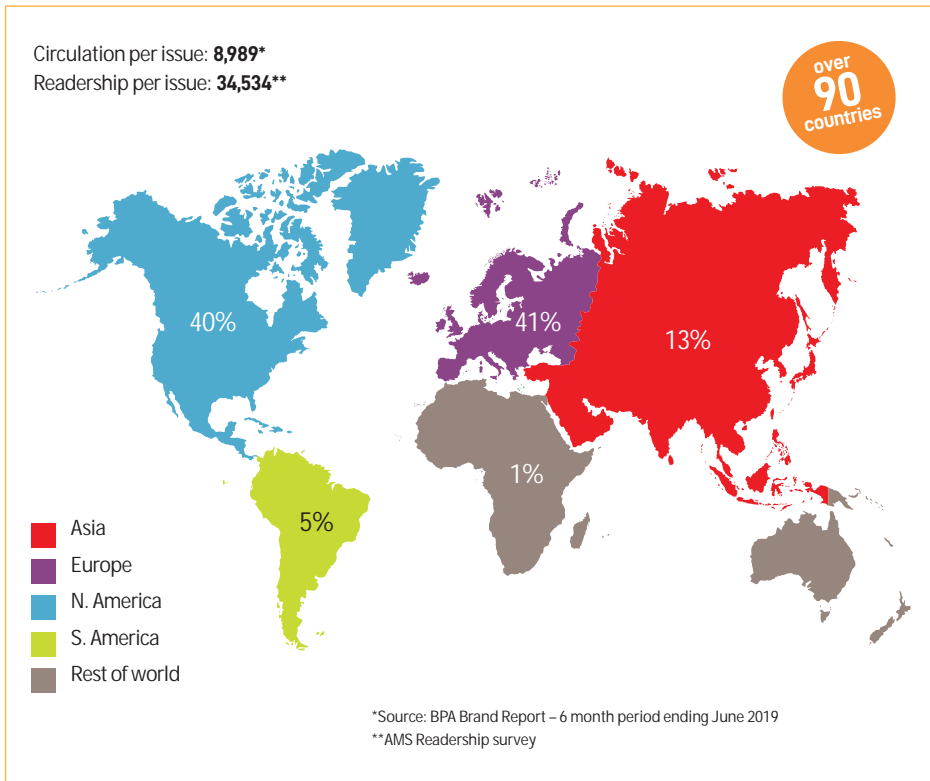 Circulation per issue: 8,989*
Readership per issue: 34,534**
over
90
countries
40%
41%
13%
1%
5%
Asia
Europe
N. America
S. America
Rest of world
*Source: BPA Brand Report – 6 month period ending June 2019
**AMS Readership survey